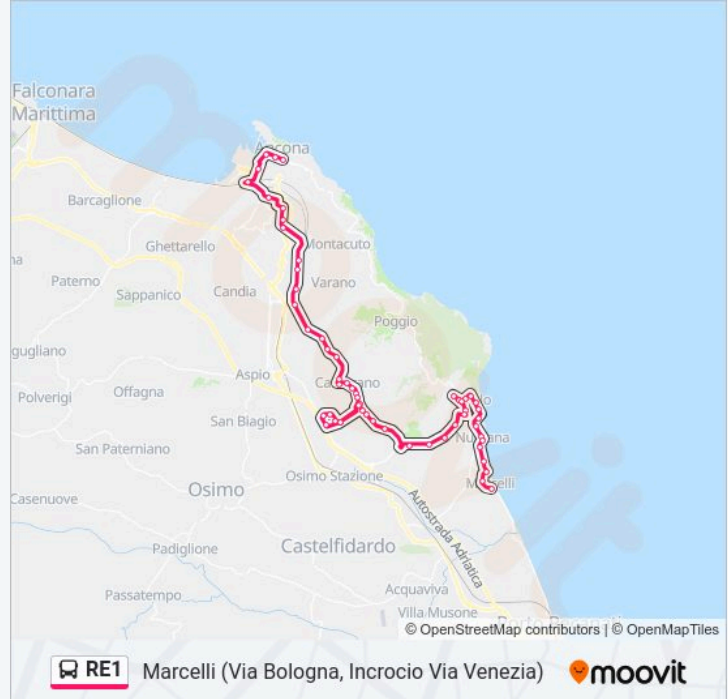 Falconara
Marittima
Ancona
Barcaglione
Ghettarello
Montacuto
Paterno
Sappanico
Candia
Varano
Poggio
gugliano
Aspio
Polverigi
Offagna
San Biagio
San Paterniano
Osimo Stazione
Casenuove
Osimo
Marcelli
Autostrada Adriatica
Padiglione
Castelfidardo
Passatempo
Acquaviva
Villa Musone
© OpenStreetMap contributors | © OpenMapTiles
RE1 Marcelli (Via Bologna, Incrocio Via Venezia) moovit